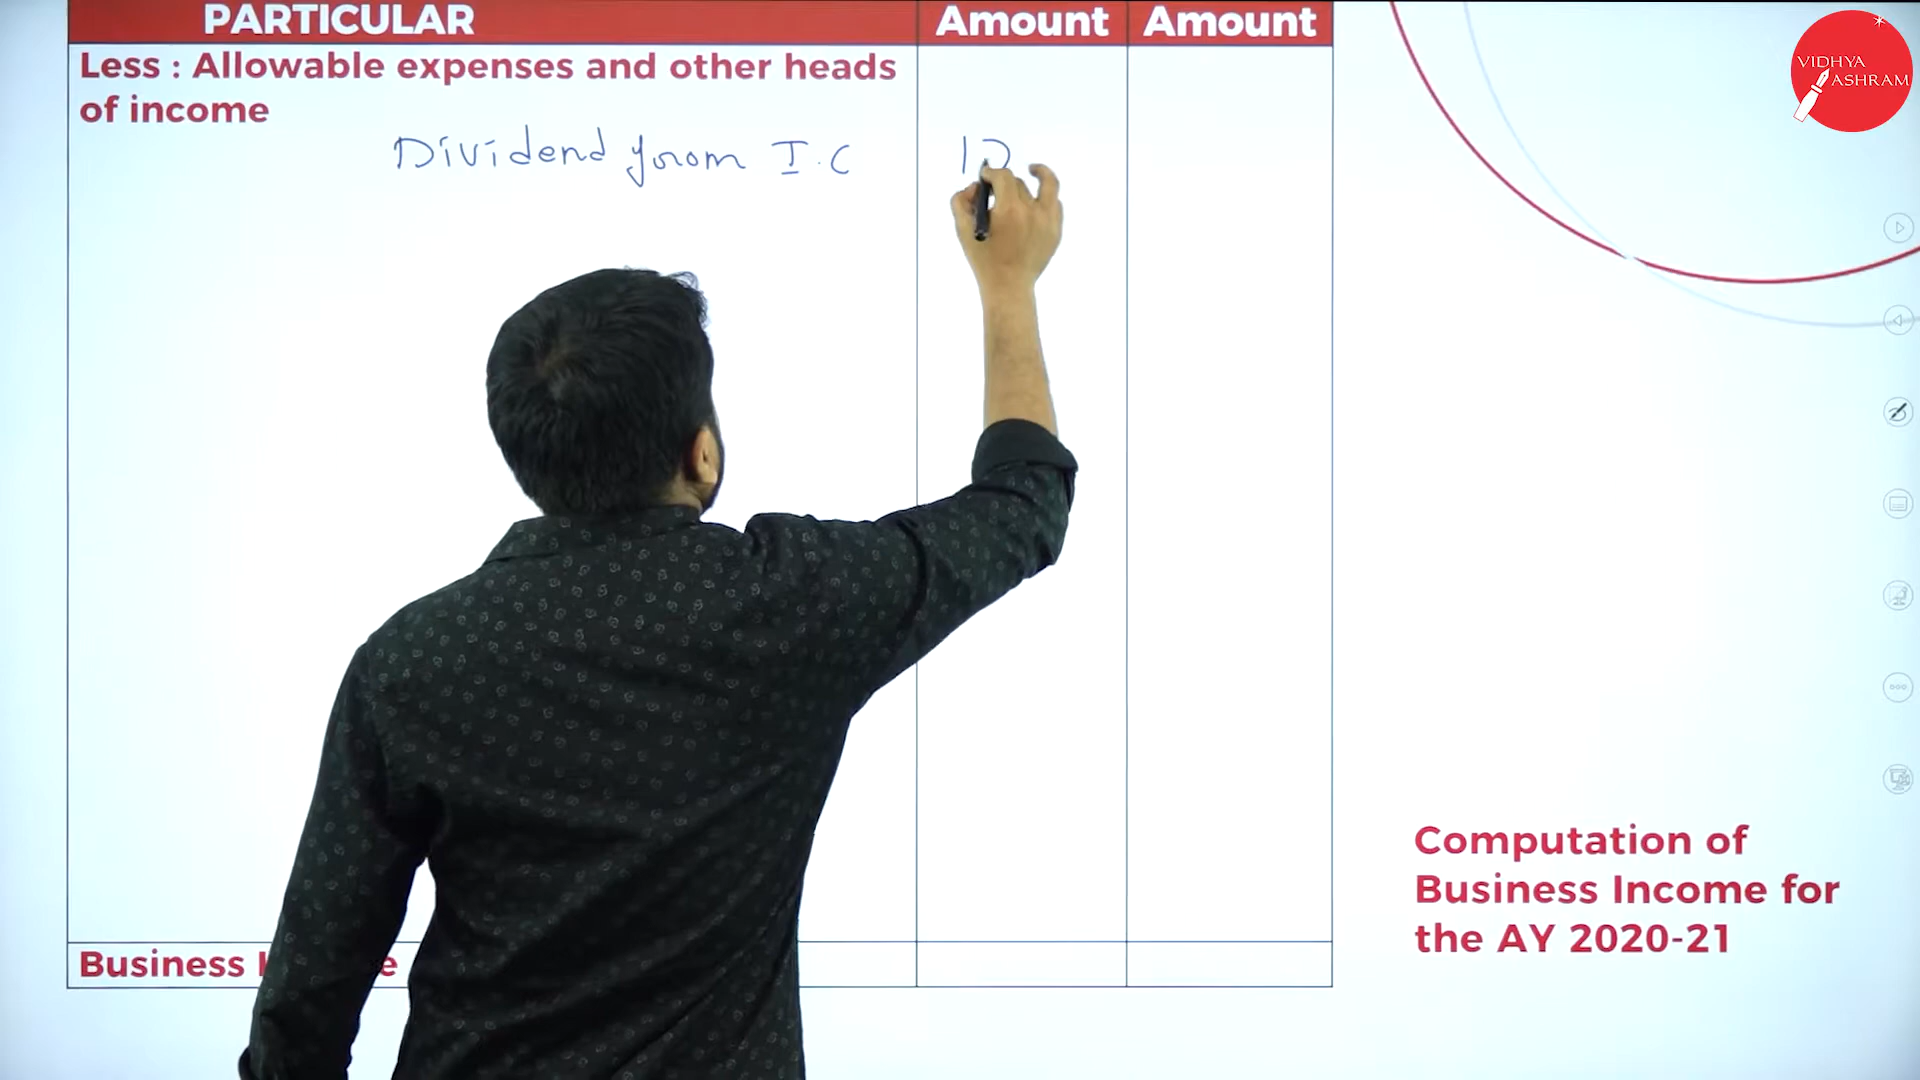 PARTICULAR Amount Amount
Less : Allowable expenses and other heads
of income
Dividend from I.C
Business
Computation of
Business Income for
the AY 2020-21
VIDHYA
ASHRAM